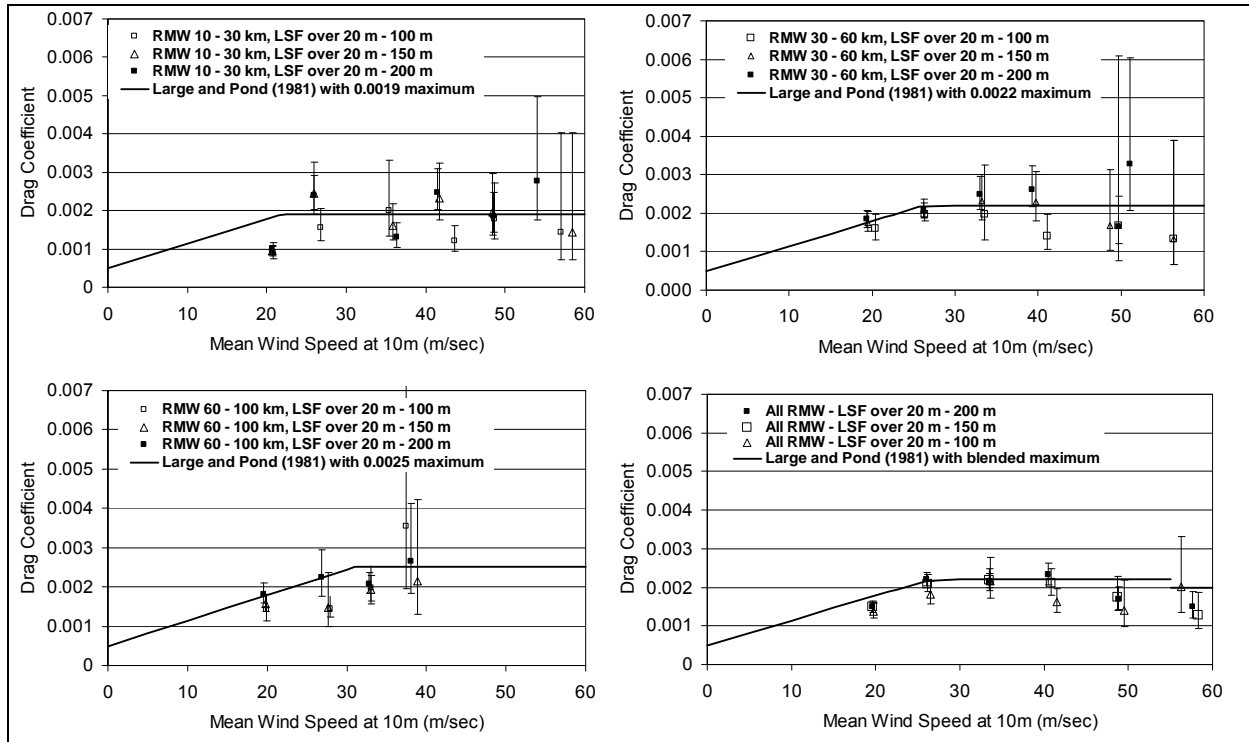 0.007
0.006
0.005
0.004
0.003
0.002
0.001
0
Drag Coefficient
RMW 10 - 30 km, LSF over 20 m - 100 m
RMW 10 - 30 km, LSF over 20 m - 150 m
RMW 10 - 30 km, LSF over 20 m - 200 m
Large and Pond (1981) with 0.0019 maximum
0 10 20 30 40 50 60
Mean Wind Speed at 10m (m/sec)
0.007
0.006
0.005
0.004
0.003
0.002
0.001
0.000
Drag Coefficient
RMW 30 - 60 km, LSF over 20 m - 100 m
RMW 30 - 60 km, LSF over 20 m - 150 m
RMW 30 - 60 km, LSF over 20 m - 200 m
Large and Pond (1981) with 0.0022 maximum
0 10 20 30 40 50 60
Mean Wind Speed at 10m (m/sec)
0.007
0.006
0.005
0.004
0.003
0.002
0.001
0
Drag Coefficient
RMW 60 - 100 km, LSF over 20 m - 100 m
RMW 60 - 100 km, LSF over 20 m - 150 m
RMW 60 - 100 km, LSF over 20 m - 200 m
Large and Pond (1981) with 0.0025 maximum
0 10 20 30 40 50 60
Mean Wind Speed at 10m (m/sec)
0.007
0.006
0.005
0.004
0.003
0.002
0.001
0
Drag Coefficient
All RMW - LSF over 20 m - 200 m
All RMW - LSF over 20 m - 150 m
All RMW - LSF over 20 m - 100 m
Large and Pond (1981) with blended maximum
0 10 20 30 40 50 60
Mean Wind Speed at 10m (m/sec)